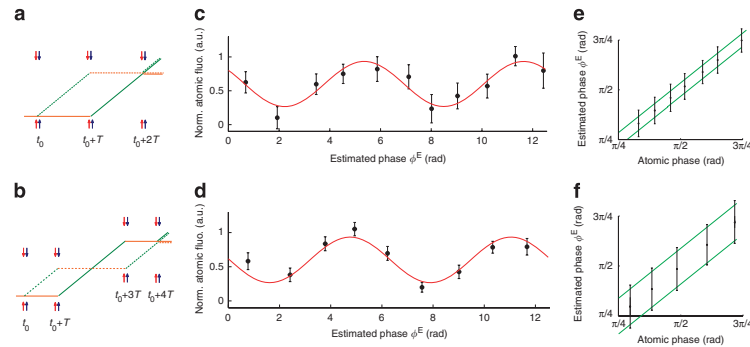 a
t0
t0+T
t0+2T
b
t0
t0+T
t0+3T
t0+4T
c
Norm. atomic fluo. (a.u.)
1
0.5
0
0 2 4 6 8 10 12
Estimated phase ϕE (rad)
d
Norm. atomic fluo. (a.u.)
1
0.5
0
0 2 4 6 8 10 12
Estimated phase ϕE (rad)
e
Estimated phase ϕE (rad)
3π/4
π/2
π/4
π/4 π/2 3π/4
Atomic phase (rad)
f
Estimated phase ϕE (rad)
3π/4
π/2
π/4
π/4 π/2 3π/4
Atomic phase (rad)